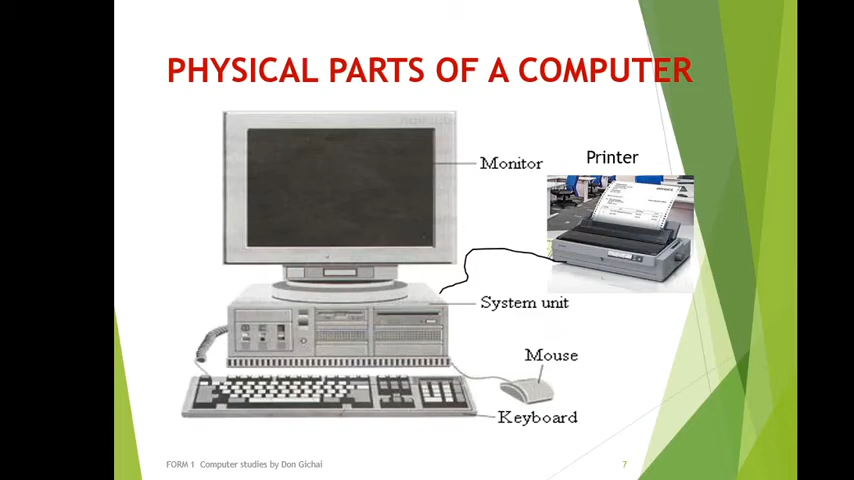 PHYSICAL PARTS OF A COMPUTER
Printer
Monitor
System unit
Mouse
Keyboard
FORM 1 Computer studies by Don Gichai
7